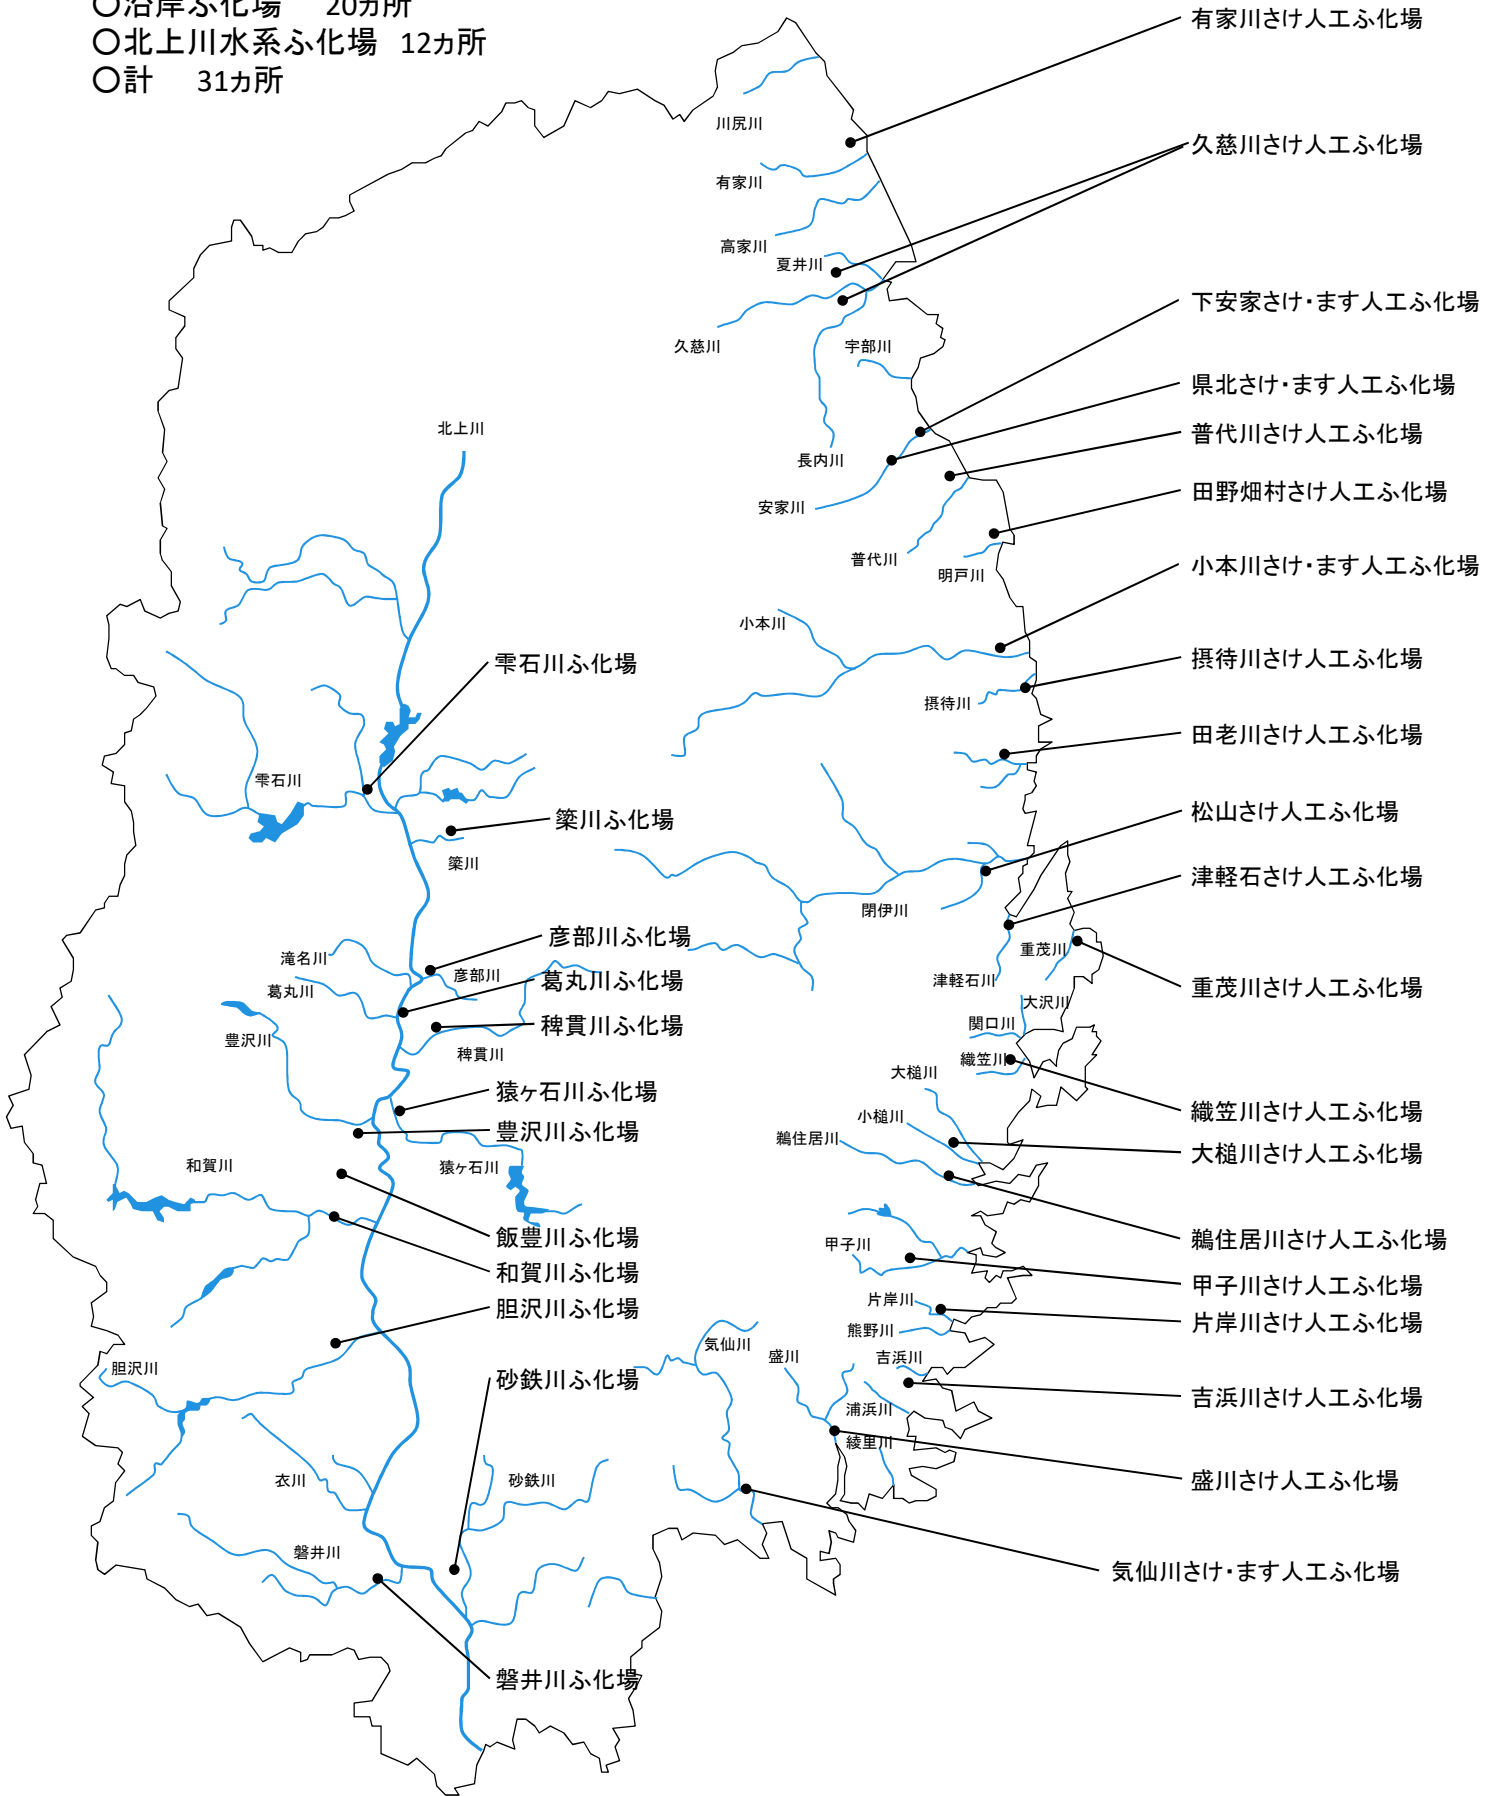 〇沿岸ふ化場 20ヵ所
〇北上川水系ふ化場 12ヵ所
〇計 31ヵ所
有家川さけ人工ふ化場
川尻川
久慈川さけ人工ふ化場
有家川
高家川
夏井川
下安家さけ・ます人工ふ化場
久慈川
宇部川
県北さけ・ます人工ふ化場
北上川
普代川さけ人工ふ化場
長内川
田野畑村さけ人工ふ化場
安家川
普代川
小本川さけ・ます人工ふ化場
明戸川
小本川
雫石川ふ化場
摂待川さけ人工ふ化場
摂待川
田老川さけ人工ふ化場
雫石川
松山さけ人工ふ化場
簗川ふ化場
簗川
津軽石さけ人工ふ化場
閉伊川
彦部川ふ化場
重茂川
滝名川
彦部川
葛丸川ふ化場
津軽石川
重茂川さけ人工ふ化場
葛丸川
大沢川
稗貫川ふ化場
関口川
豊沢川
稗貫川
織笠川
大槌川
猿ヶ石川ふ化場
織笠川さけ人工ふ化場
小槌川
豊沢川ふ化場
鵜住居川
大槌川さけ人工ふ化場
和賀川
猿ヶ石川
飯豊川ふ化場
鵜住居川さけ人工ふ化場
甲子川
和賀川ふ化場
甲子川さけ人工ふ化場
片岸川
胆沢川ふ化場
片岸川さけ人工ふ化場
熊野川
気仙川
盛川
吉浜川
胆沢川
砂鉄川ふ化場
吉浜川さけ人工ふ化場
浦浜川
綾里川
衣川
砂鉄川
盛川さけ人工ふ化場
磐井川
気仙川さけ・ます人工ふ化場
磐井川ふ化場